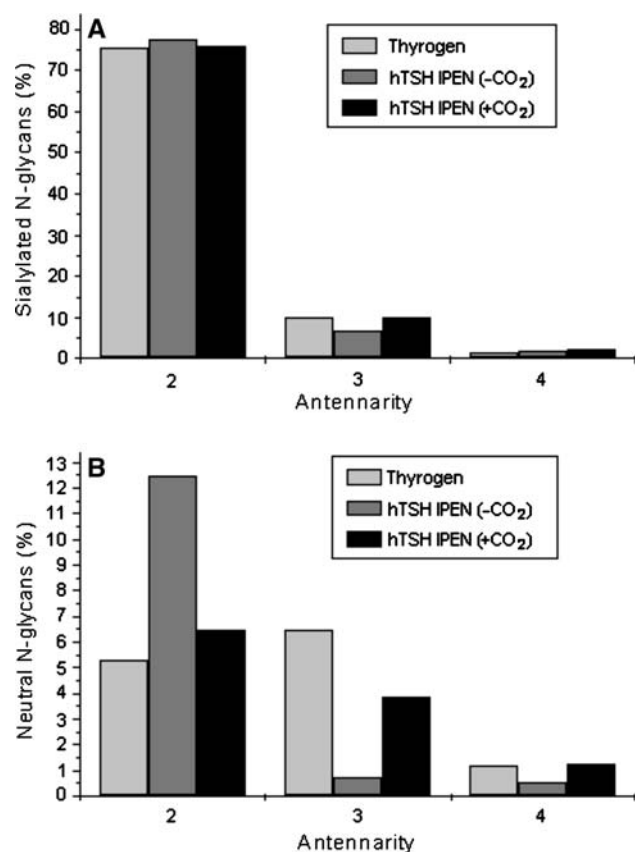 A
Sialylated N-glycans (%)
80
70
60
50
40
30
20
10
0
Thyrogen
hTSH IPEN (−CO₂)
hTSH IPEN (+CO₂)
2 3 4
Antennarity
B
Neutral N-glycans (%)
13
12
11
10
9
8
7
6
5
4
3
2
1
0
Thyrogen
hTSH IPEN (−CO₂)
hTSH IPEN (+CO₂)
2 3 4
Antennarity